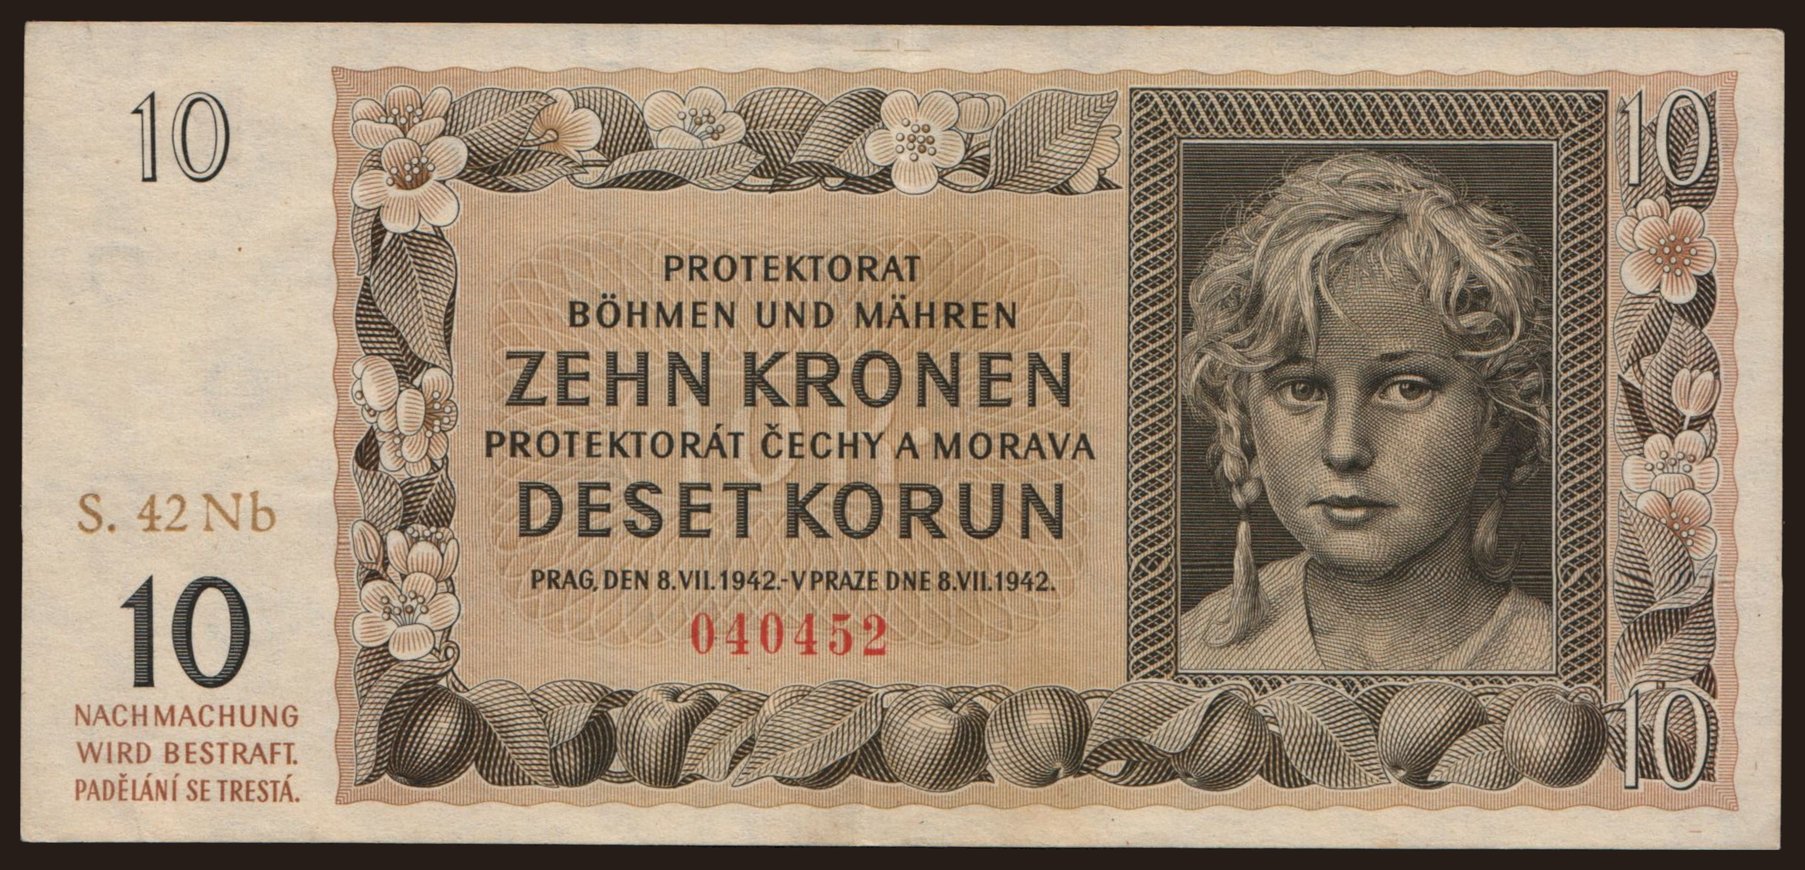 10
10
PROTEKTORAT
BÖHMEN UND MÄHREN
ZEHN KRONEN
PROTEKTORÁT ČECHY A MORAVA
DESET KORUN
PRAG, DEN 8.VII.1942.-V PRAZE DNE 8.VII.1942.
040452
S. 42 Nb
10
NACHMACHUNG
WIRD BESTRAFT.
PADĚLÁNÍ SE TRESTÁ.
10